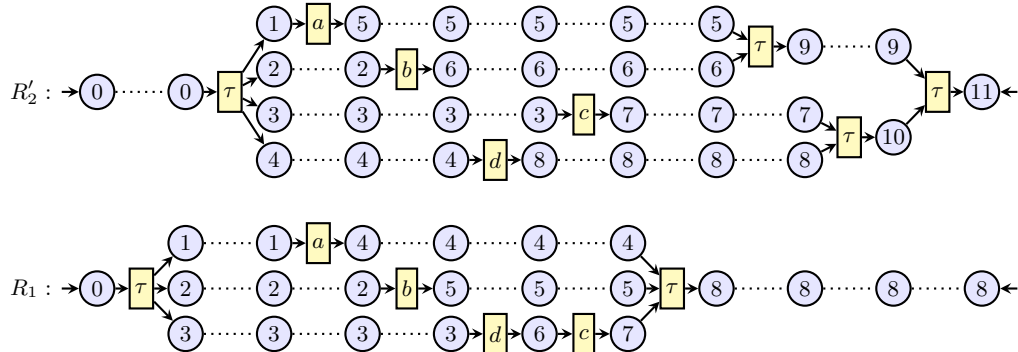 1 a 5 5 5 5 5
τ 9 9
2 2 b 6 6 6 6
R₂′ : 0 0 τ τ 11
3 3 3 3 c 7 7 7
τ 10
4 4 4 d 8 8 8 8
1 1 a 4 4 4 4
R₁ : 0 τ 2 2 2 b 5 5 5 τ 8 8 8 8
3 3 3 3 d 6 c 7